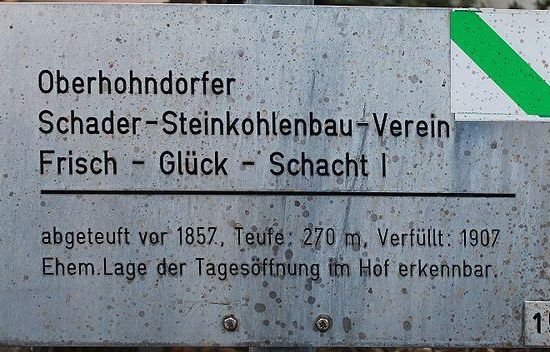 Oberhohndorfer
Schader-Steinkohlenbau-Verein
Frisch - Glück - Schacht I
abgeteuft vor 1857, Teufe: 270 m, Verfüllt: 1907
Ehem.Lage der Tagesöffnung im Hof erkennbar.